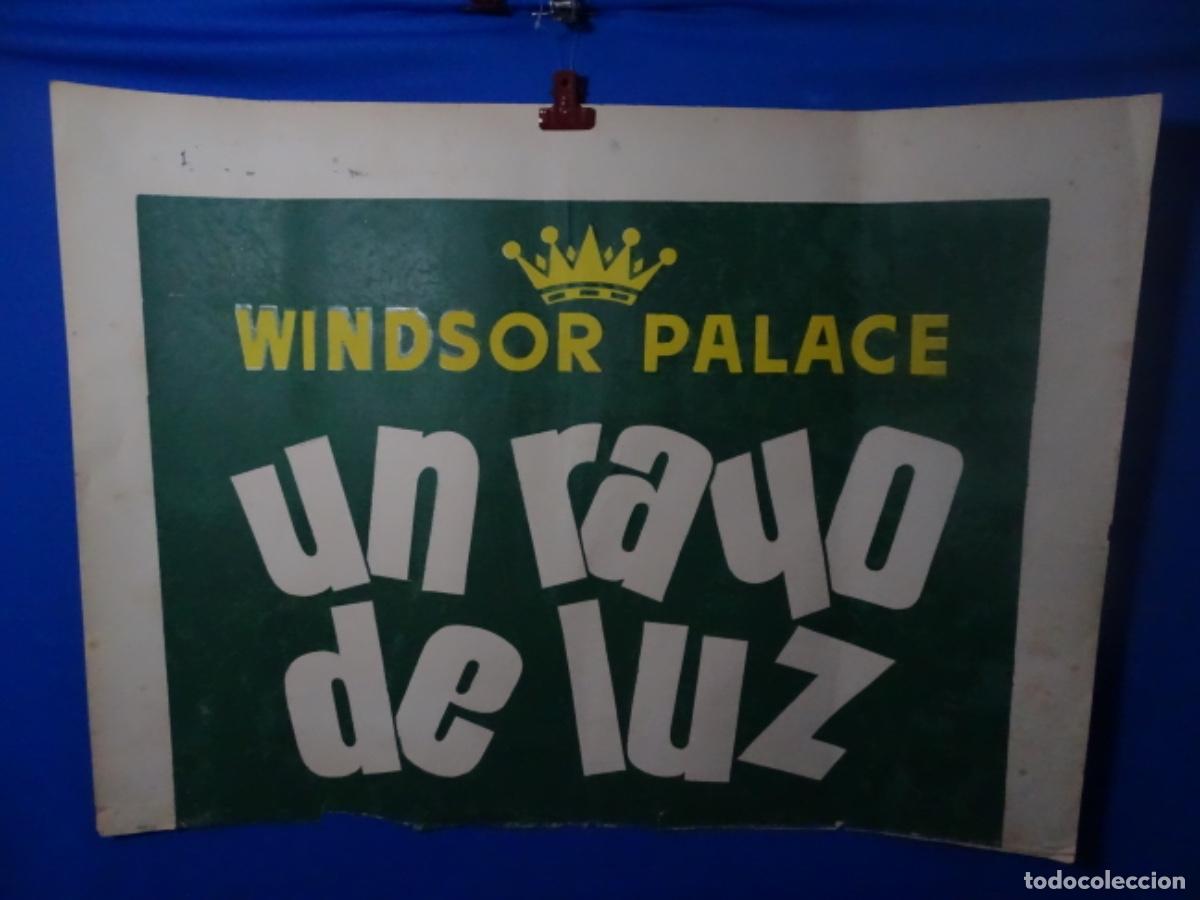 WINDSOR PALACE
un rayo
de luz
todocoleccion